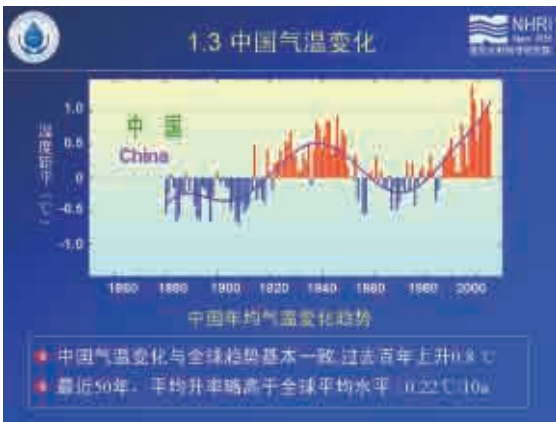 1.3 中国气温变化
NHRI
中 国
China
温度距平（℃）
1.0
0.5
0
-0.5
-1.0
1860 1880 1900 1920 1940 1960 1980 2000
中国年均气温变化趋势
中国气温变化与全球趋势基本一致,过去百年上升0.8 ℃
最近50年，平均升率略高于全球平均水平 0.22℃/10a